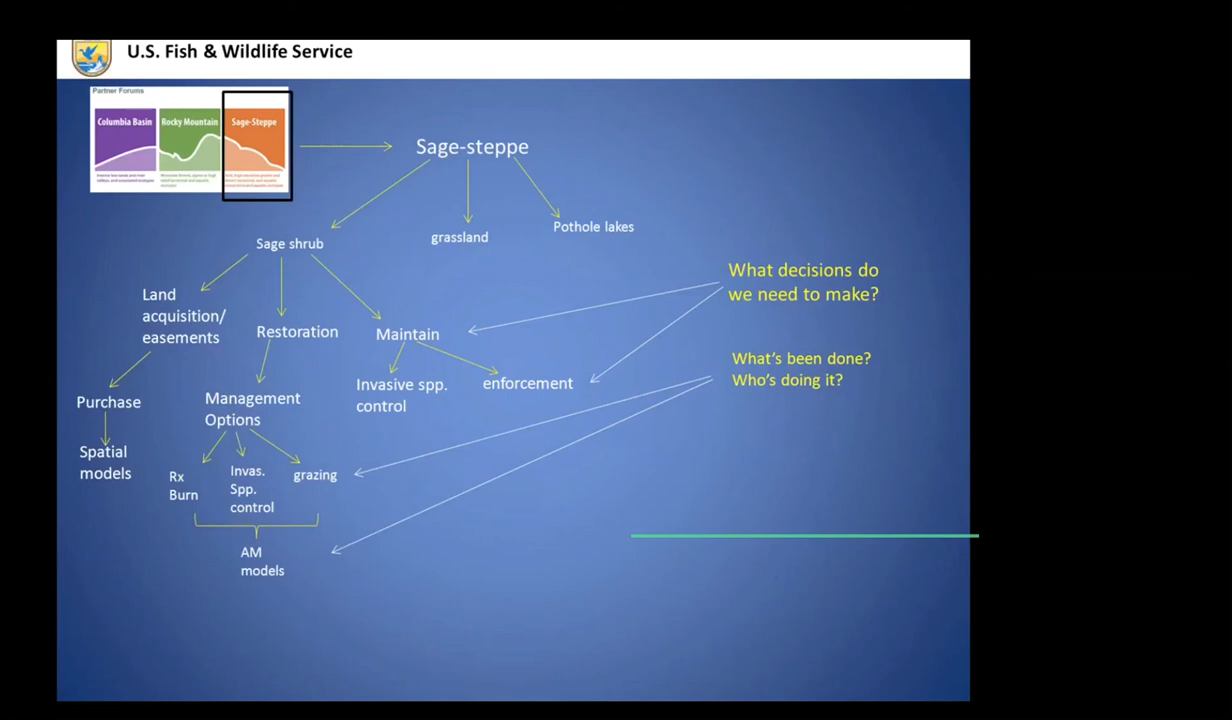 U.S. Fish & Wildlife Service
Partner Forums
Columbia Basin
Rocky Mountain
Sage-Steppe
Sage-steppe
grassland
Pothole lakes
Sage shrub
Land
acquisition/
easements
Restoration
Maintain
What decisions do
we need to make?
Purchase
Management
Options
Invasive spp.
control
enforcement
What's been done?
Who's doing it?
Spatial
models
Rx
Burn
Invas.
Spp.
control
grazing
AM
models